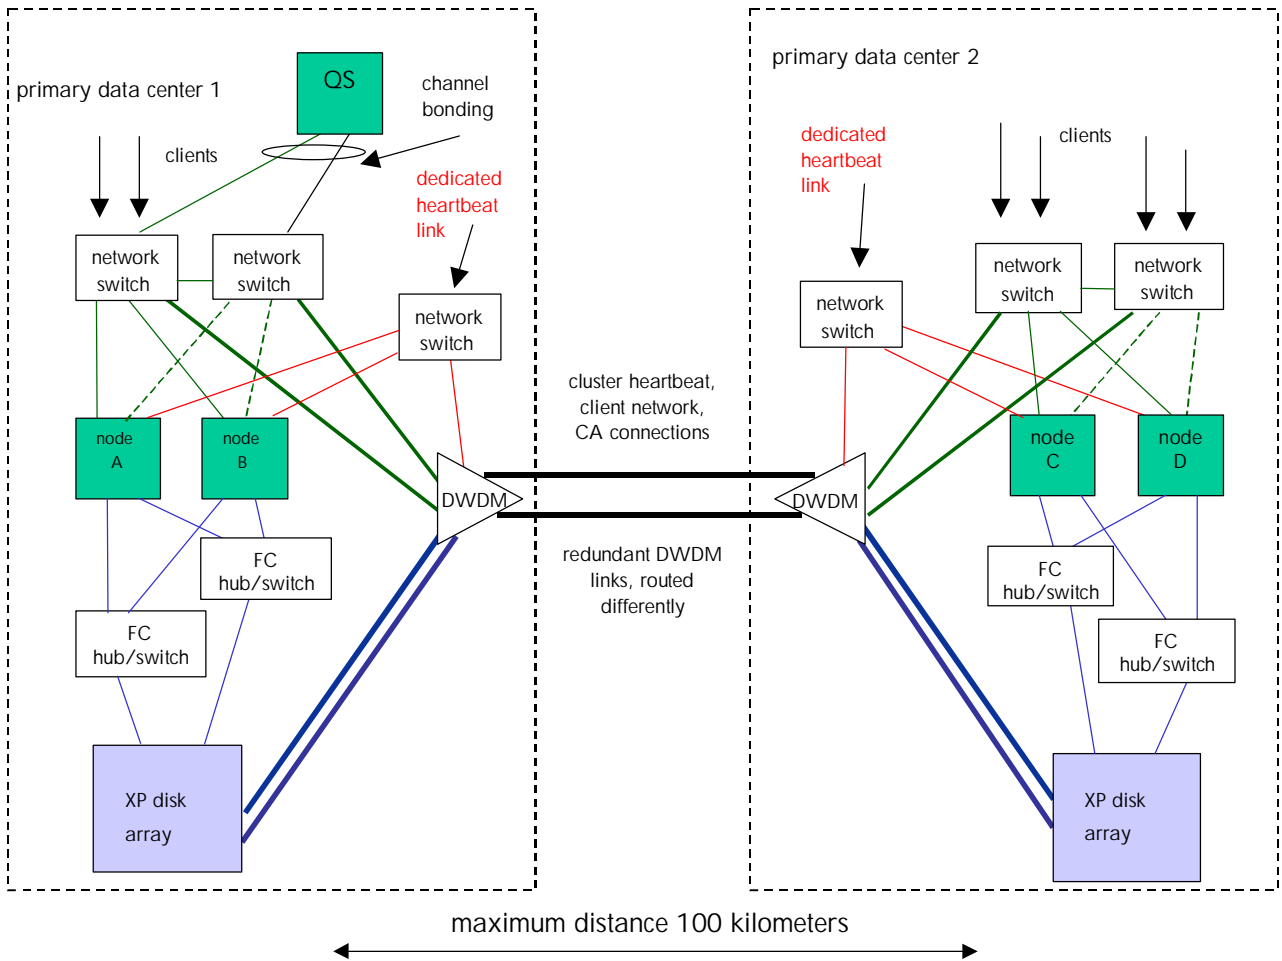 primary data center 1
QS
channel
bonding
clients
dedicated
heartbeat
link
network
switch
network
switch
network
switch
node
A
node
B
DWDM
FC
hub/switch
FC
hub/switch
XP disk
array
cluster heartbeat,
client network,
CA connections
redundant DWDM
links, routed
differently
primary data center 2
dedicated
heartbeat
link
clients
network
switch
network
switch
network
switch
node
C
node
D
DWDM
FC
hub/switch
FC
hub/switch
XP disk
array
maximum distance 100 kilometers